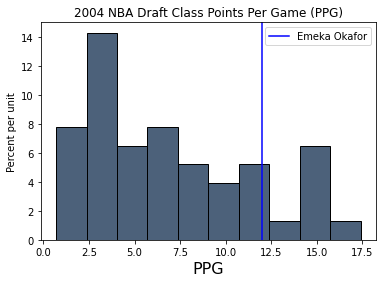 2004 NBA Draft Class Points Per Game (PPG)
Emeka Okafor
Percent per unit
14
12
10
8
6
4
2
0
0.0 2.5 5.0 7.5 10.0 12.5 15.0 17.5
PPG